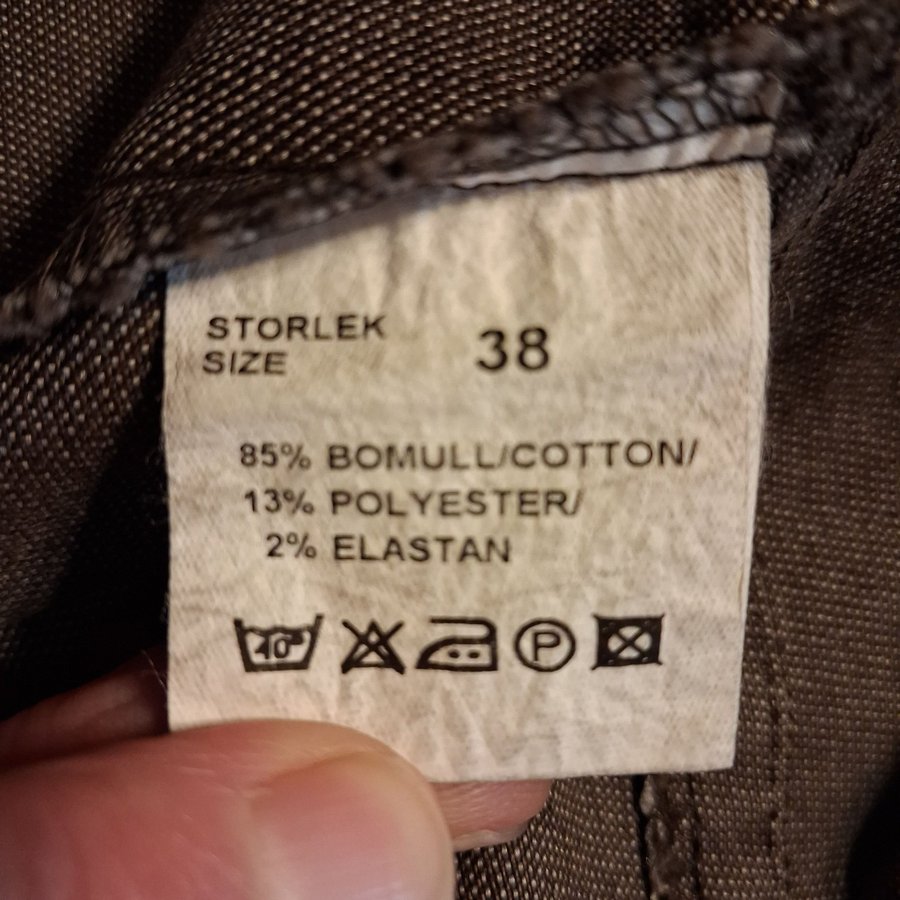 STORLEK
SIZE 38
85% BOMULL/COTTON/
13% POLYESTER/
2% ELASTAN
40° P